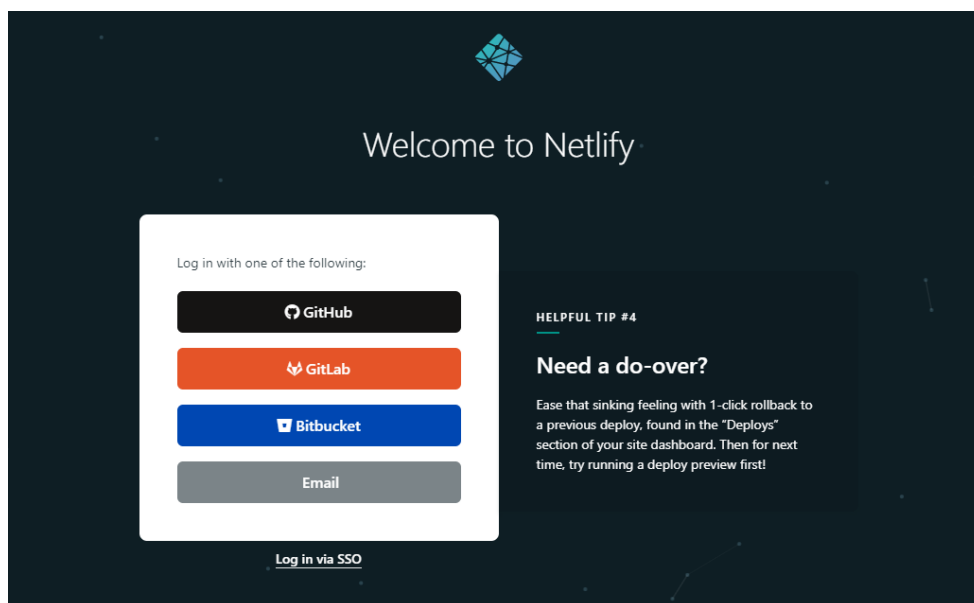 Welcome to Netlify
Log in with one of the following:
GitHub
GitLab
Bitbucket
Email
Log in via SSO
HELPFUL TIP #4
Need a do-over?
Ease that sinking feeling with 1-click rollback to
a previous deploy, found in the “Deploys”
section of your site dashboard. Then for next
time, try running a deploy preview first!